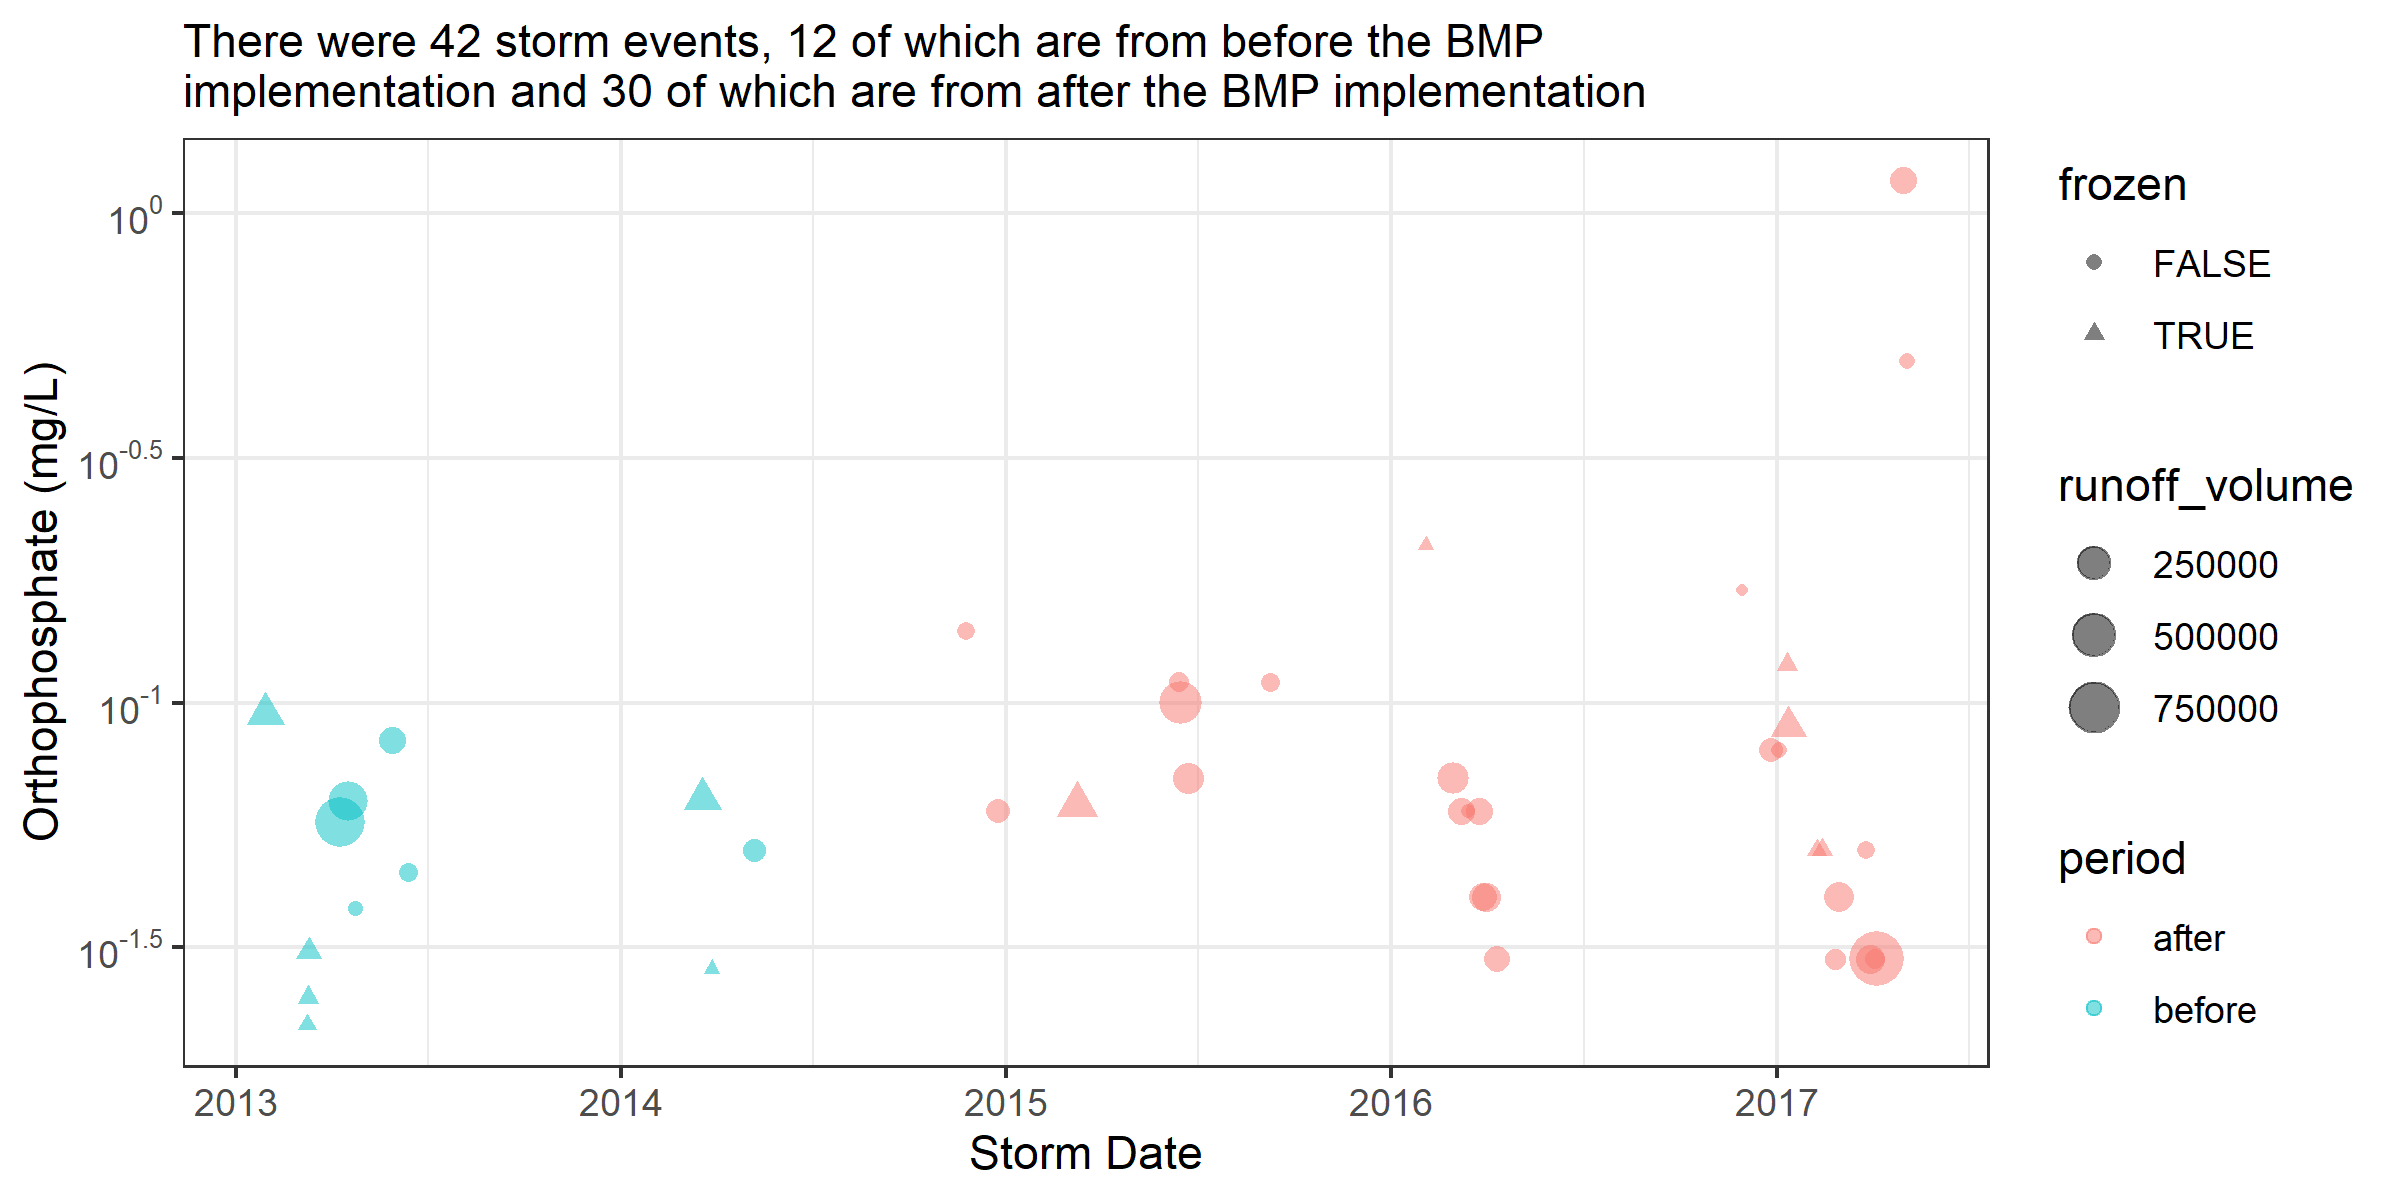 There were 42 storm events, 12 of which are from before the BMP
implementation and 30 of which are from after the BMP implementation
Orthophosphate (mg/L)
10^0
10^-0.5
10^-1
10^-1.5
2013 2014 2015 2016 2017
Storm Date
frozen
FALSE
TRUE
runoff_volume
250000
500000
750000
period
after
before